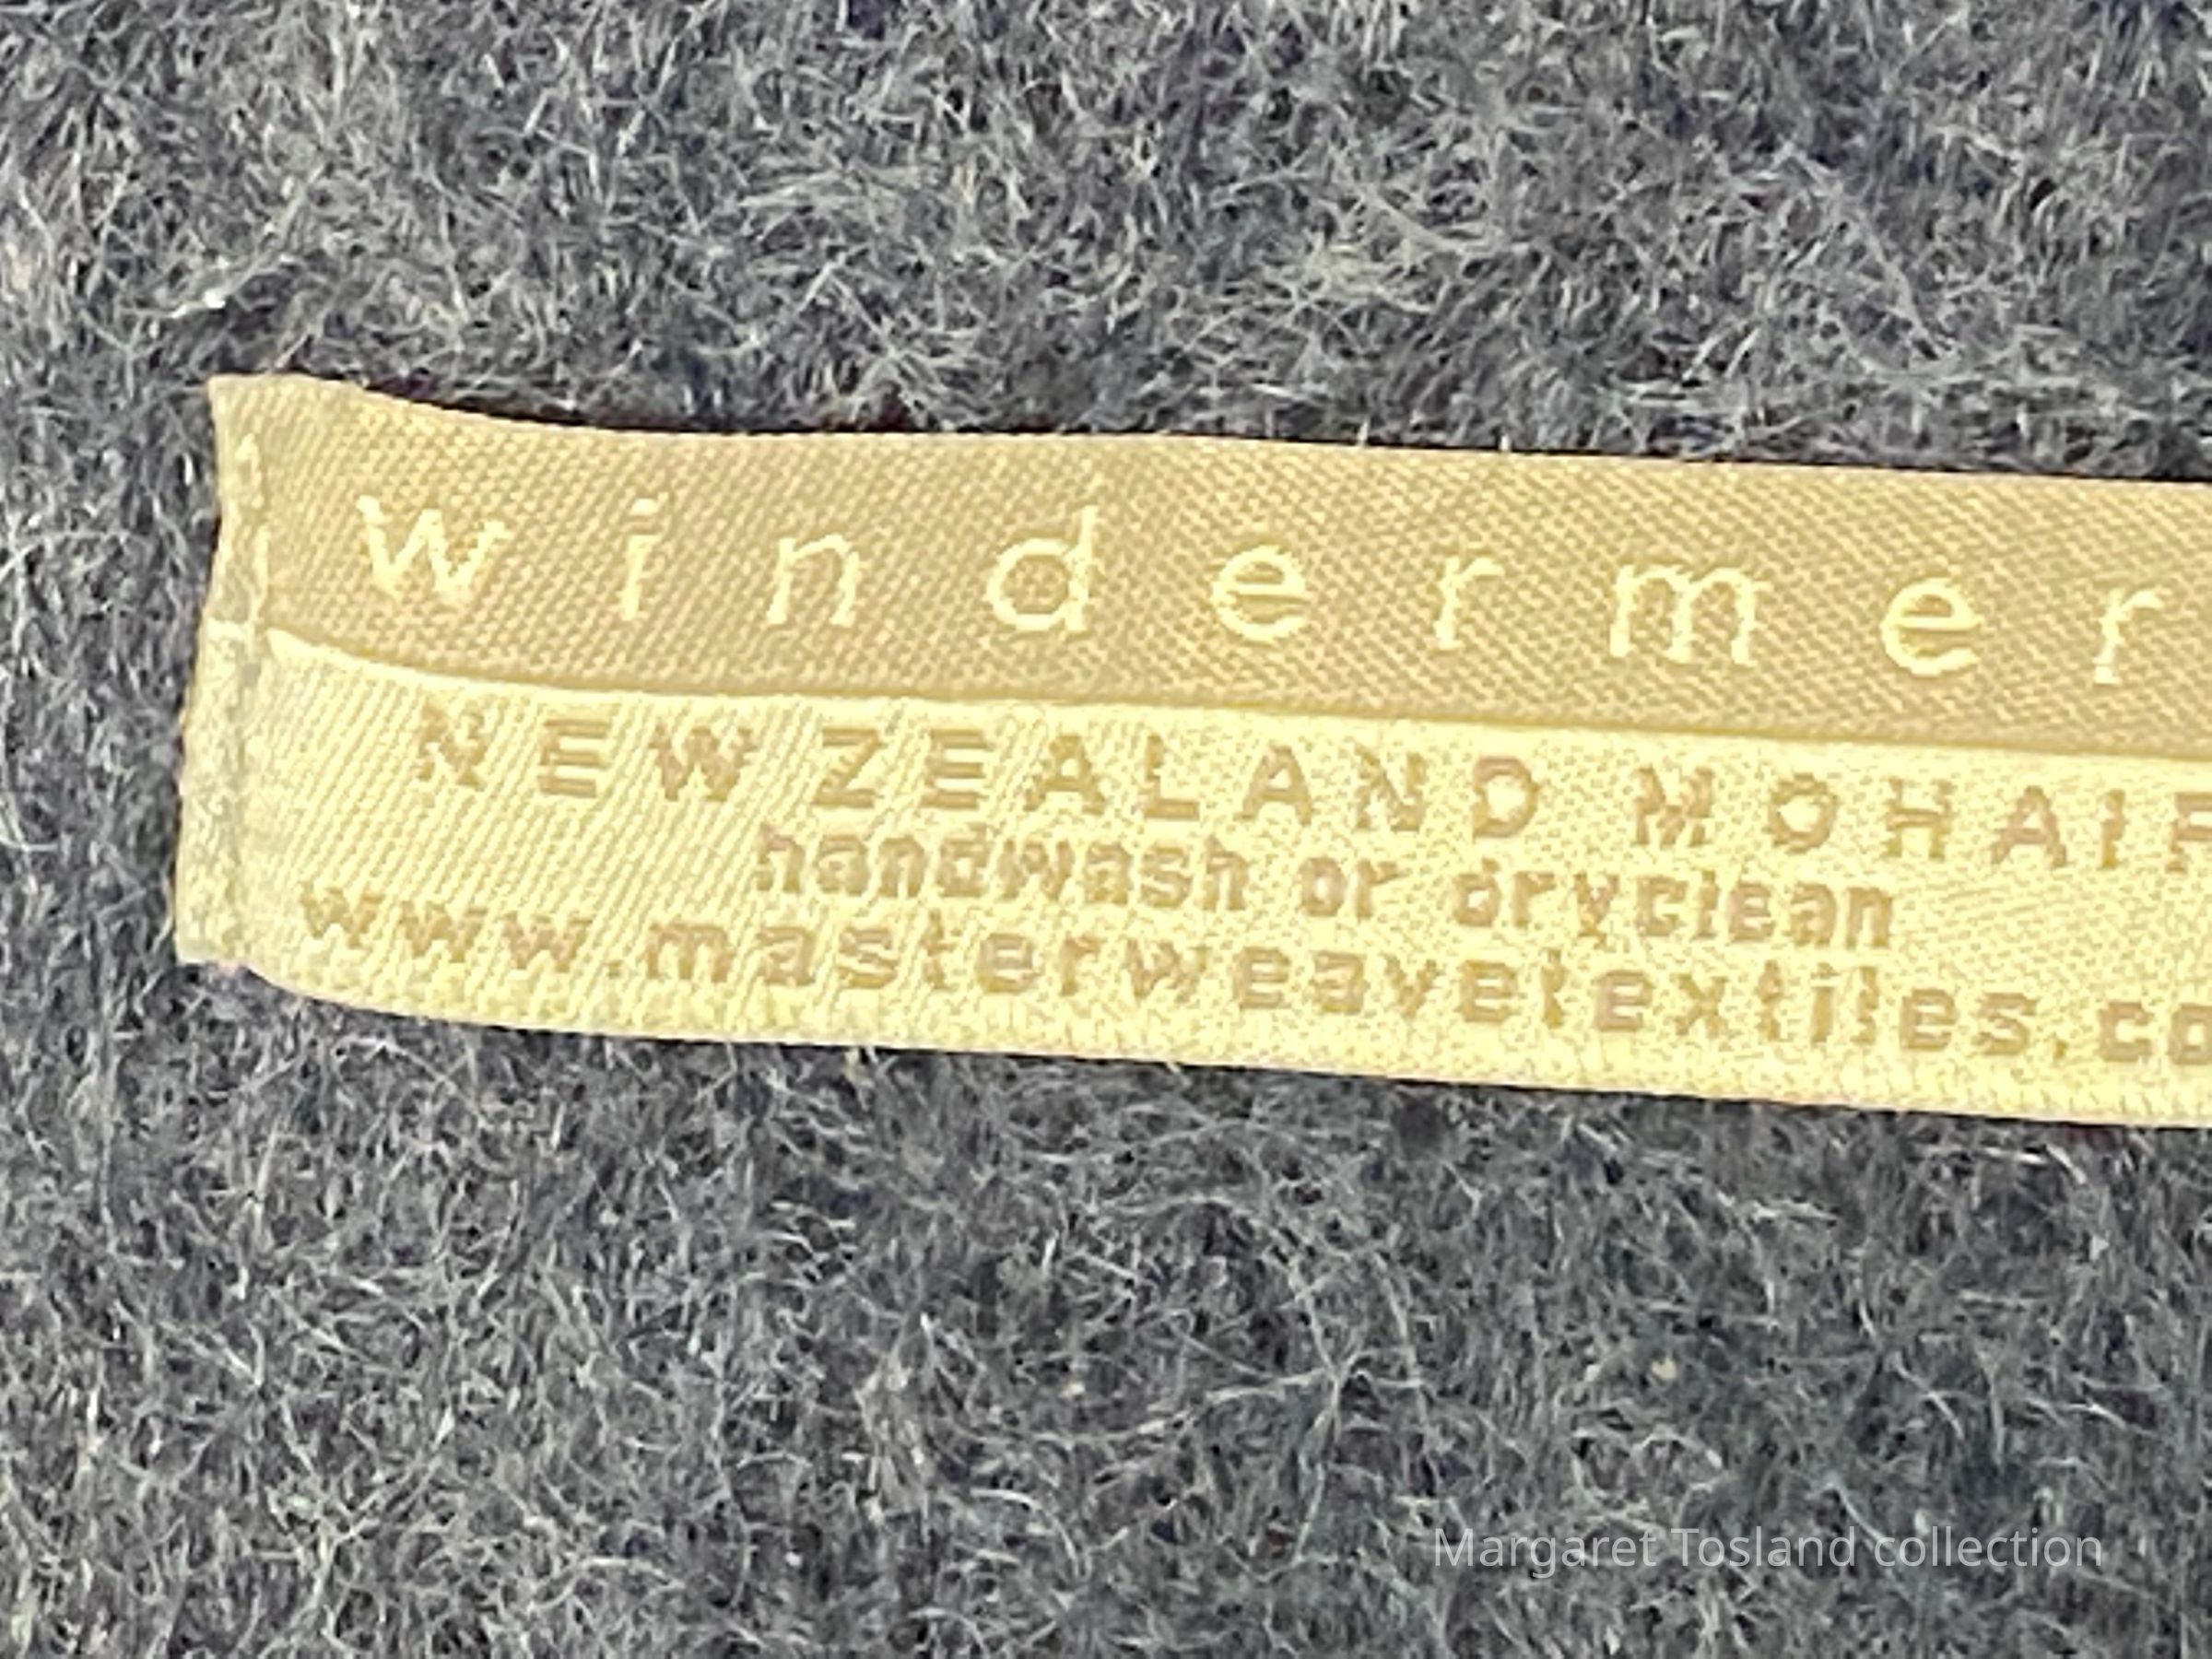 windermer
NEW ZEALAND MOHAIR
handwash or dryclean
www.masterweavetextiles.co
Margaret Tosland collection